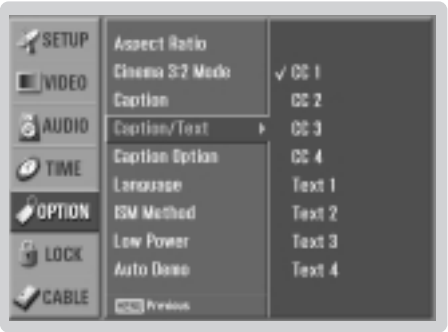 SETUP
VIDEO
AUDIO
TIME
OPTION
LOCK
CABLE
Aspect Ratio
Cinema 3:2 Mode
Caption
Caption/Text
Caption Option
Language
ISM Method
Low Power
Auto Demo
MENU Previous
✓ CC 1
CC 2
CC 3
CC 4
Text 1
Text 2
Text 3
Text 4